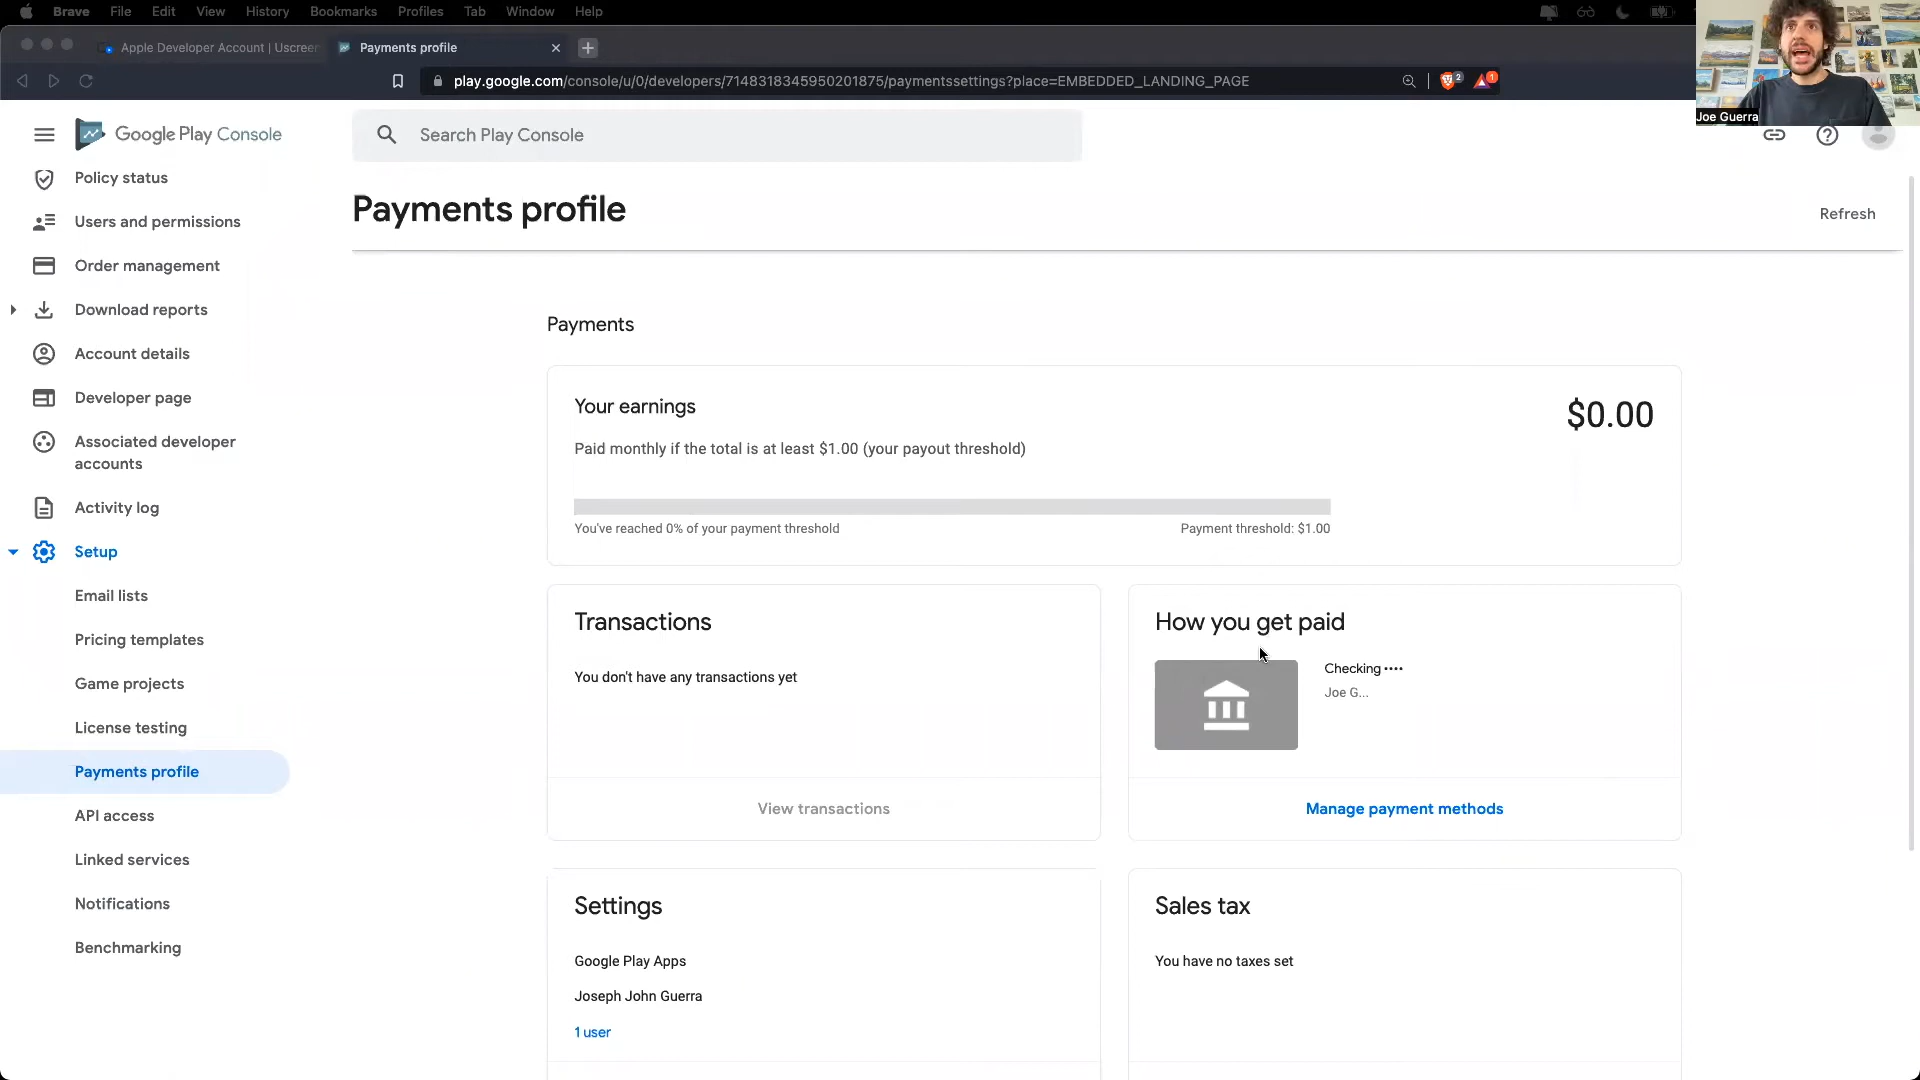 Brave File Edit View History Bookmarks Profiles Tab Window Help
Apple Developer Account | Uscreen
Payments profile
play.google.com/console/u/0/developers/7148318345950201875/paymentssettings?place=EMBEDDED_LANDING_PAGE
2
1
Joe Guerra
Google Play Console
Search Play Console
Policy status
Users and permissions
Order management
Download reports
Account details
Developer page
Associated developer
accounts
Activity log
Setup
Email lists
Pricing templates
Game projects
License testing
Payments profile
API access
Linked services
Notifications
Benchmarking
Payments profile
Refresh
Payments
Your earnings
$0.00
Paid monthly if the total is at least $1.00 (your payout threshold)
You've reached 0% of your payment threshold
Payment threshold: $1.00
Transactions
You don't have any transactions yet
View transactions
How you get paid
Checking ••••
Joe G...
Manage payment methods
Settings
Google Play Apps
Joseph John Guerra
1 user
Sales tax
You have no taxes set